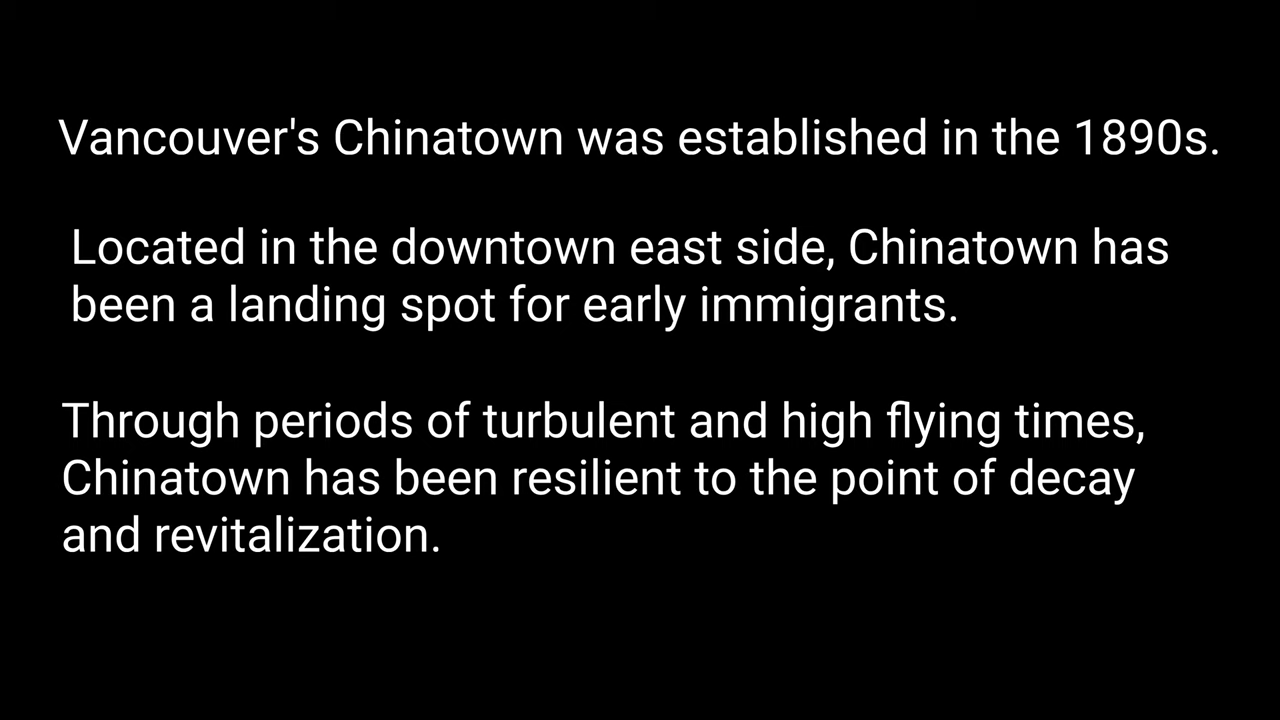 Vancouver's Chinatown was established in the 1890s.
Located in the downtown east side, Chinatown has
been a landing spot for early immigrants.
Through periods of turbulent and high flying times,
Chinatown has been resilient to the point of decay
and revitalization.